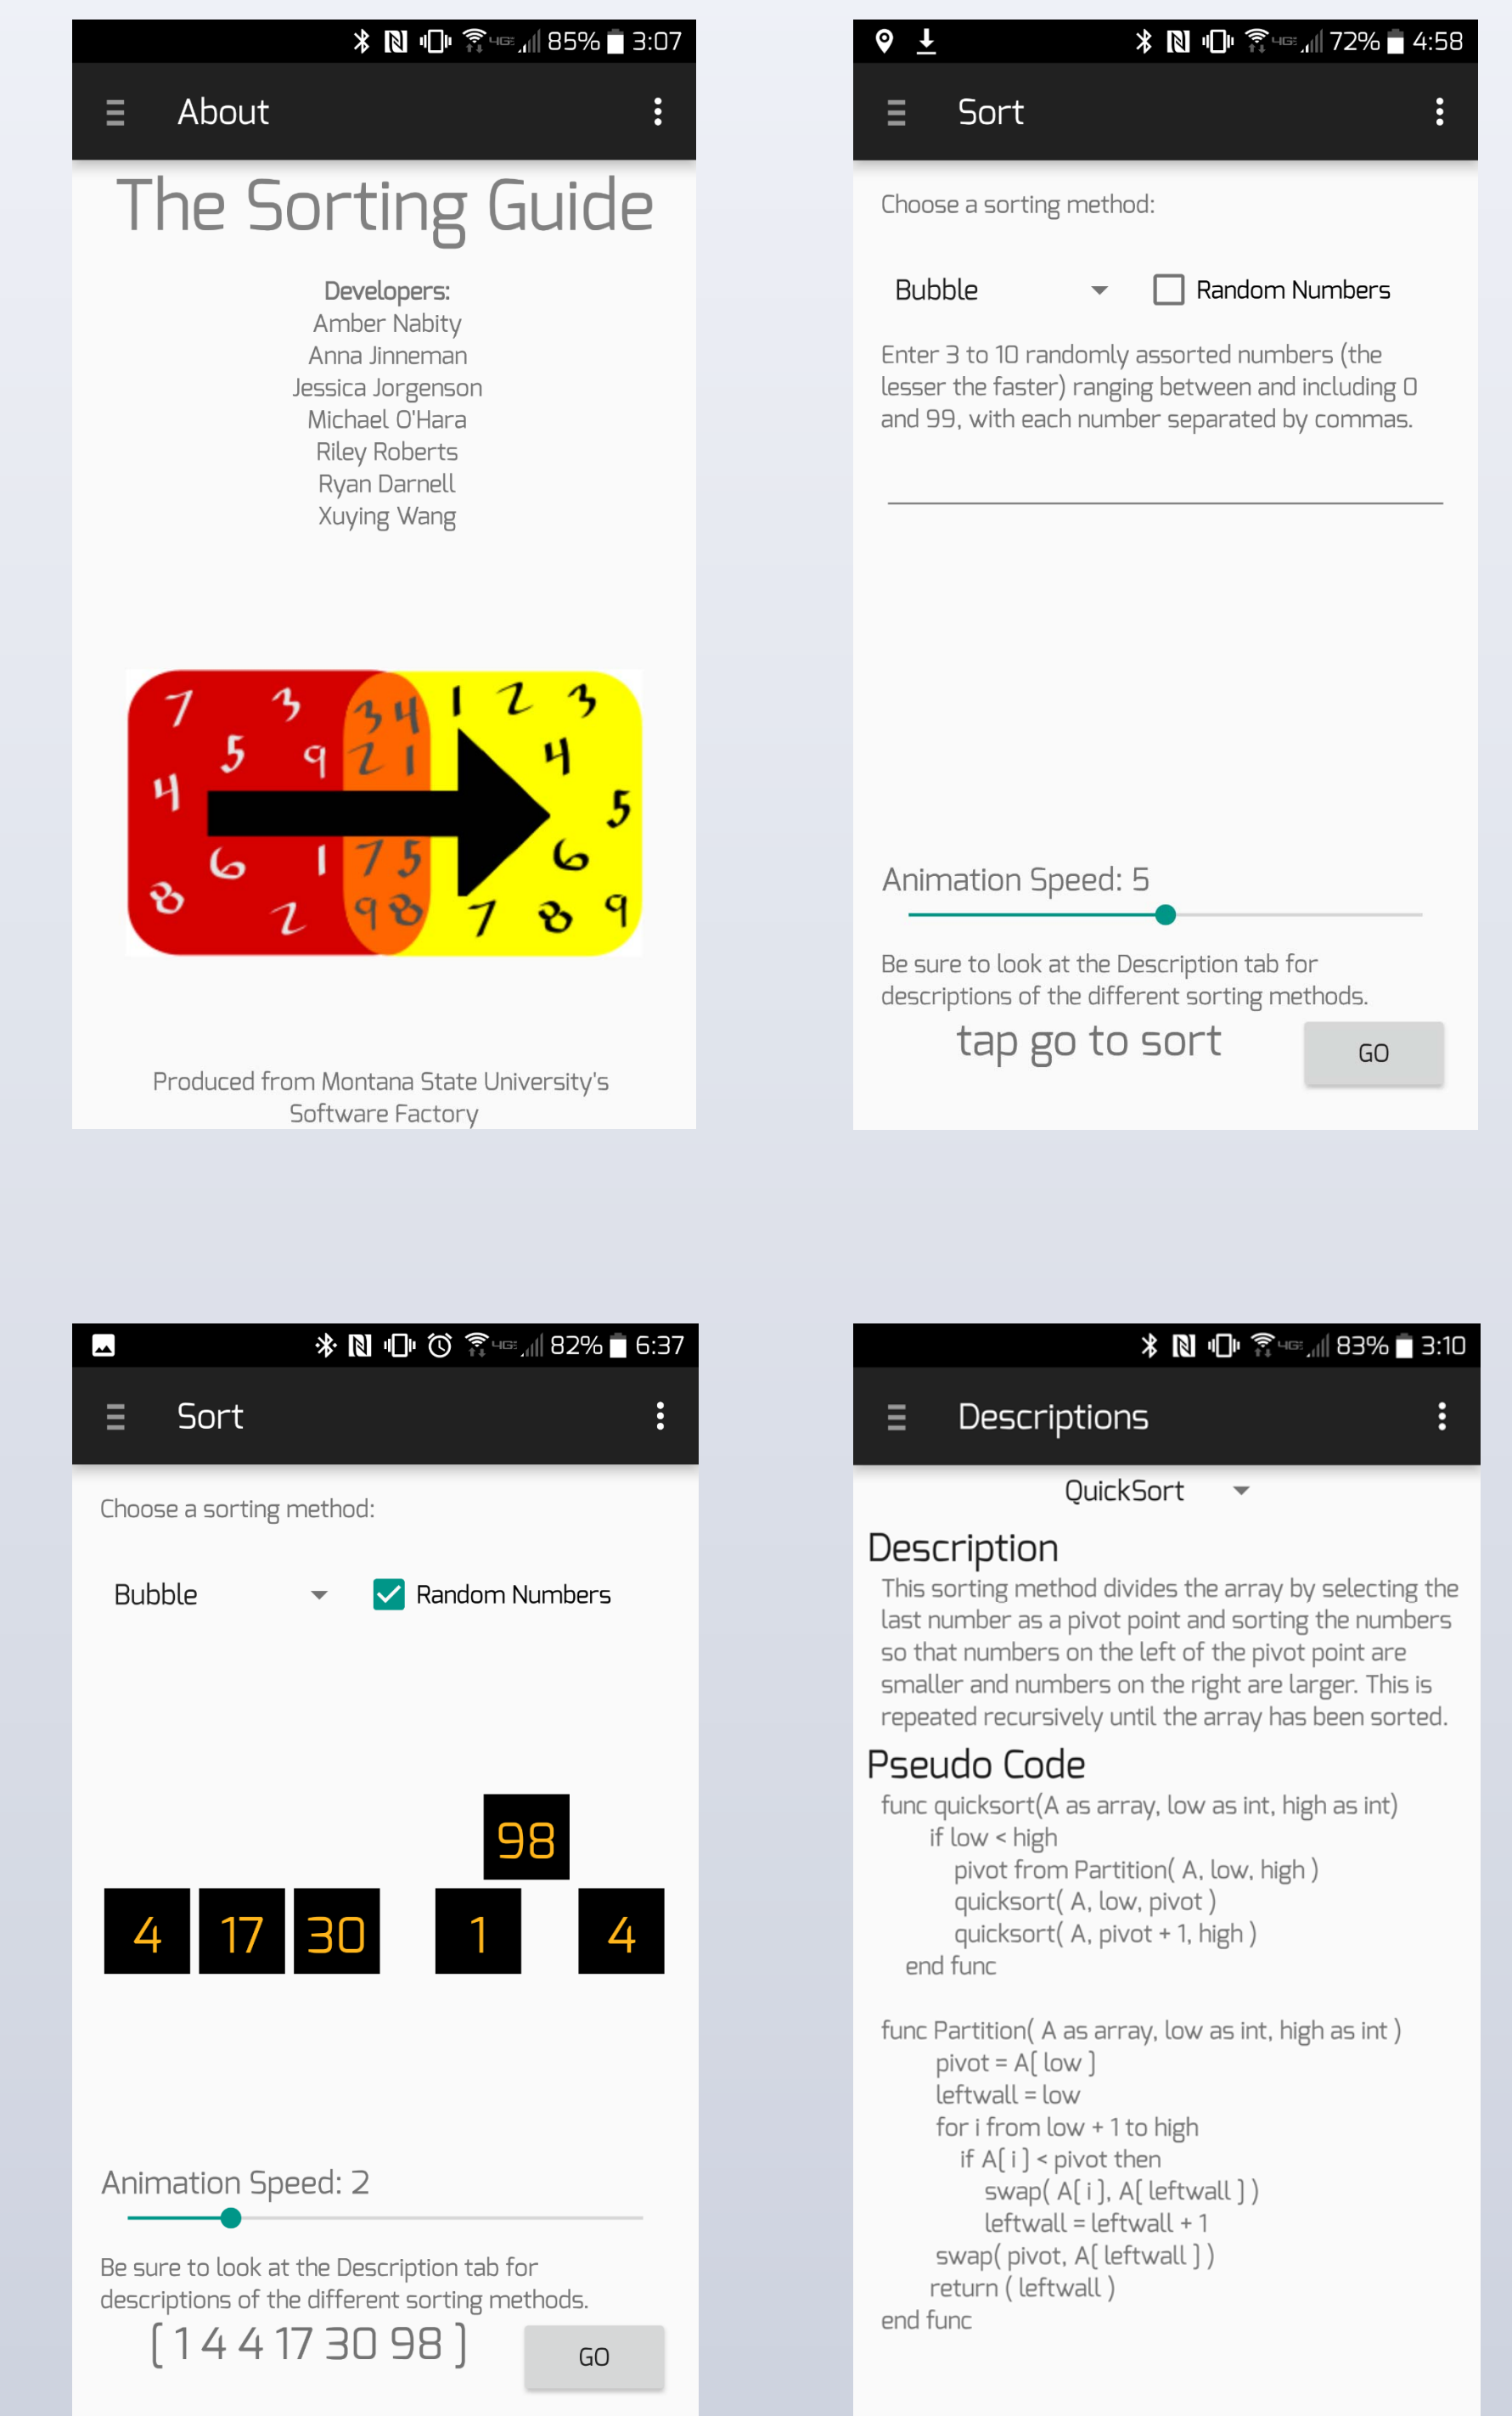 85% 3:07
About
The Sorting Guide
Developers:
Amber Nabity
Anna Jinneman
Jessica Jorgenson
Michael O'Hara
Riley Roberts
Ryan Darnell
Xuying Wang
7 3 3 4 1 2 3
5 9 2 1 4
4 5
6 1 7 5 6
8 2 9 8 7 8 9
Produced from Montana State University's
Software Factory
4G 72% 4:58
Sort
Choose a sorting method:
Bubble Random Numbers
Enter 3 to 10 randomly assorted numbers (the
lesser the faster) ranging between and including 0
and 99, with each number separated by commas.
Animation Speed: 5
Be sure to look at the Description tab for
descriptions of the different sorting methods.
tap go to sort GO
82% 6:37
Sort
Choose a sorting method:
Bubble Random Numbers
98
4 17 30 1 4
Animation Speed: 2
Be sure to look at the Description tab for
descriptions of the different sorting methods.
[ 1 4 4 17 30 98 ] GO
83% 3:10
Descriptions
QuickSort
Description
This sorting method divides the array by selecting the
last number as a pivot point and sorting the numbers
so that numbers on the left of the pivot point are
smaller and numbers on the right are larger. This is
repeated recursively until the array has been sorted.
Pseudo Code
func quicksort(A as array, low as int, high as int)
if low < high
pivot from Partition( A, low, high )
quicksort( A, low, pivot )
quicksort( A, pivot + 1, high )
end func
func Partition( A as array, low as int, high as int )
pivot = A[ low ]
leftwall = low
for i from low + 1 to high
if A[ i ] < pivot then
swap( A[ i ], A[ leftwall ] )
leftwall = leftwall + 1
swap( pivot, A[ leftwall ] )
return ( leftwall )
end func